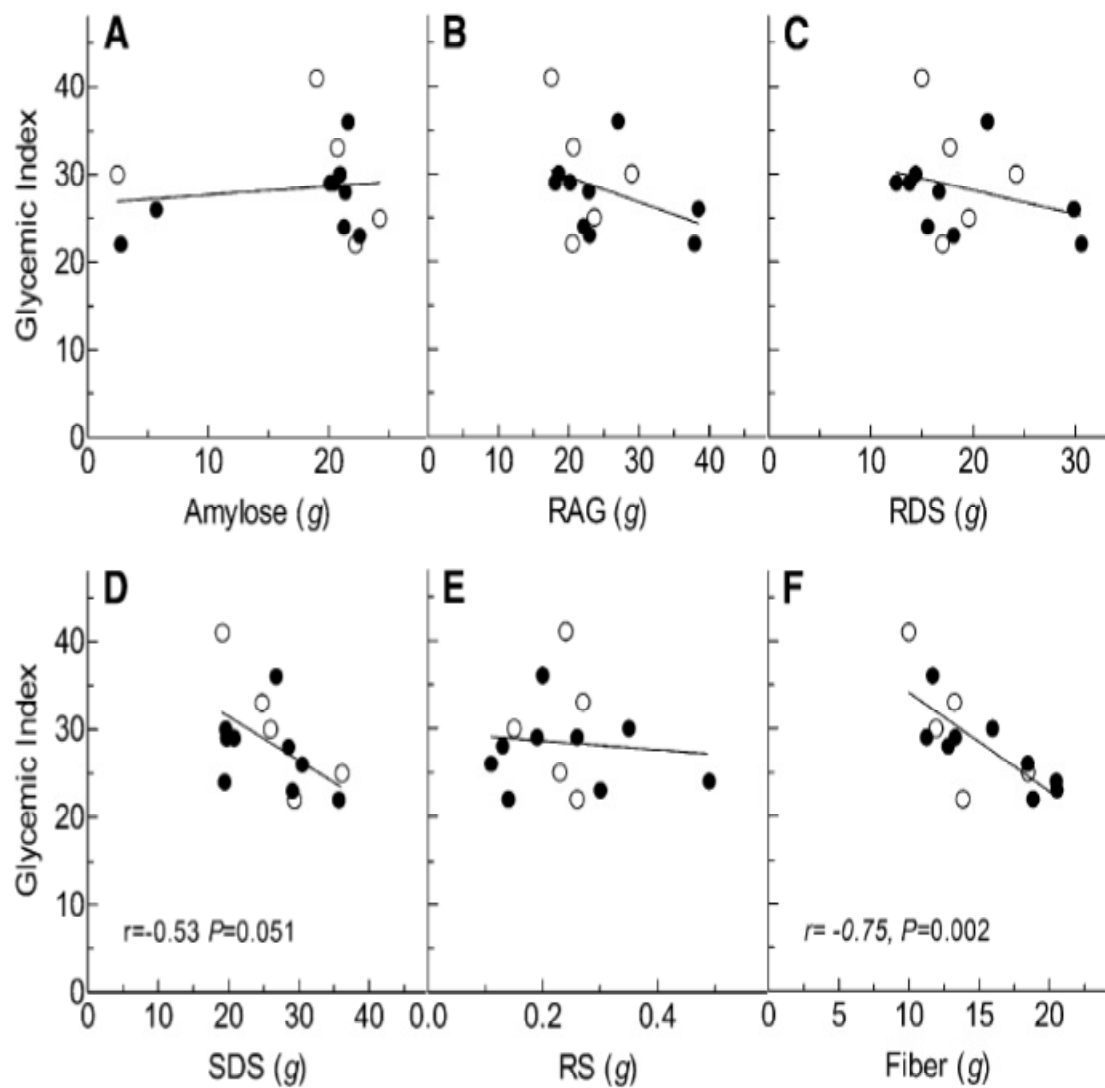 A B C
Glycemic Index
40
30
20
10
0
0 10 20 0 10 20 30 40 0 10 20 30
Amylose (g) RAG (g) RDS (g)
D E F
Glycemic Index
40
30
20
10
r=-0.53 P=0.051 r= -0.75, P=0.002
0
0 10 20 30 40 0.0 0.2 0.4 0 5 10 15 20
SDS (g) RS (g) Fiber (g)